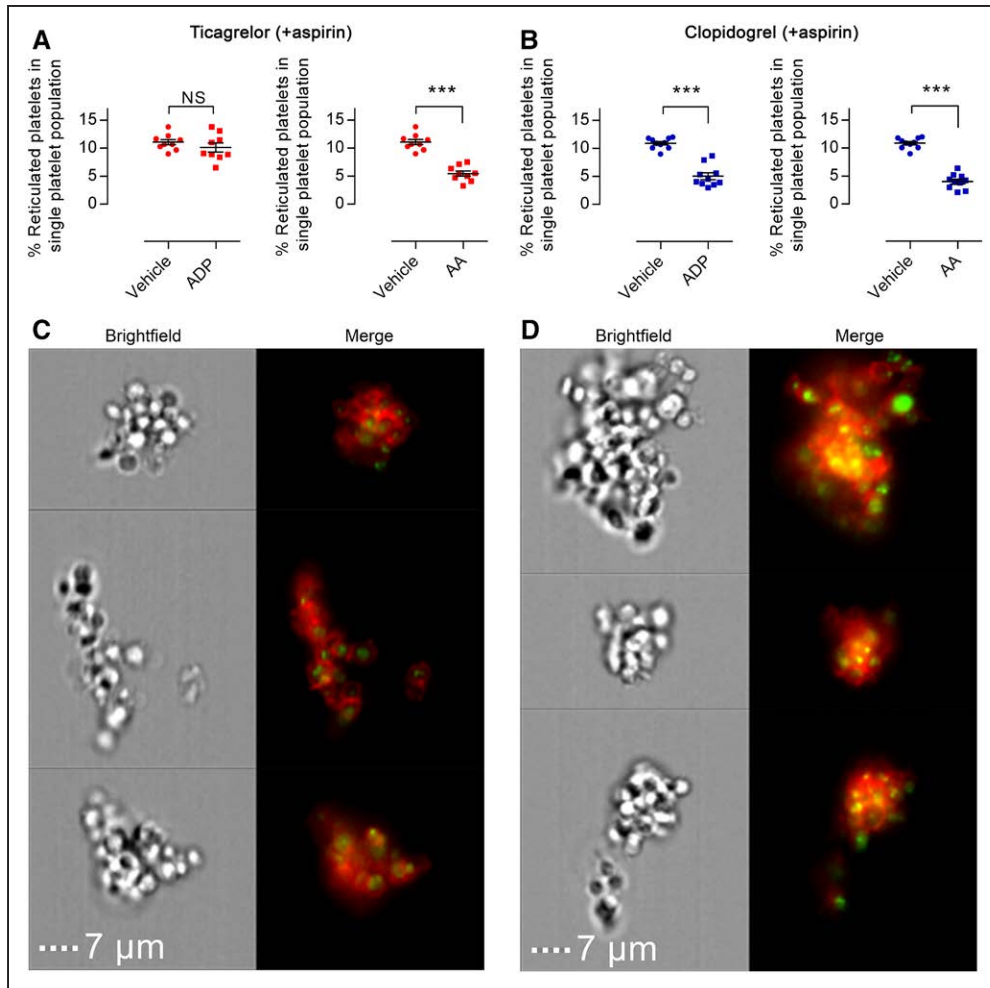 A
Ticagrelor (+aspirin)
% Reticulated platelets in
single platelet population
15
10
5
0
NS
Vehicle
ADP
% Reticulated platelets in
single platelet population
15
10
5
0
***
Vehicle
AA
B
Clopidogrel (+aspirin)
% Reticulated platelets in
single platelet population
15
10
5
0
***
Vehicle
ADP
% Reticulated platelets in
single platelet population
15
10
5
0
***
Vehicle
AA
C
Brightfield
Merge
7 μm
D
Brightfield
Merge
7 μm